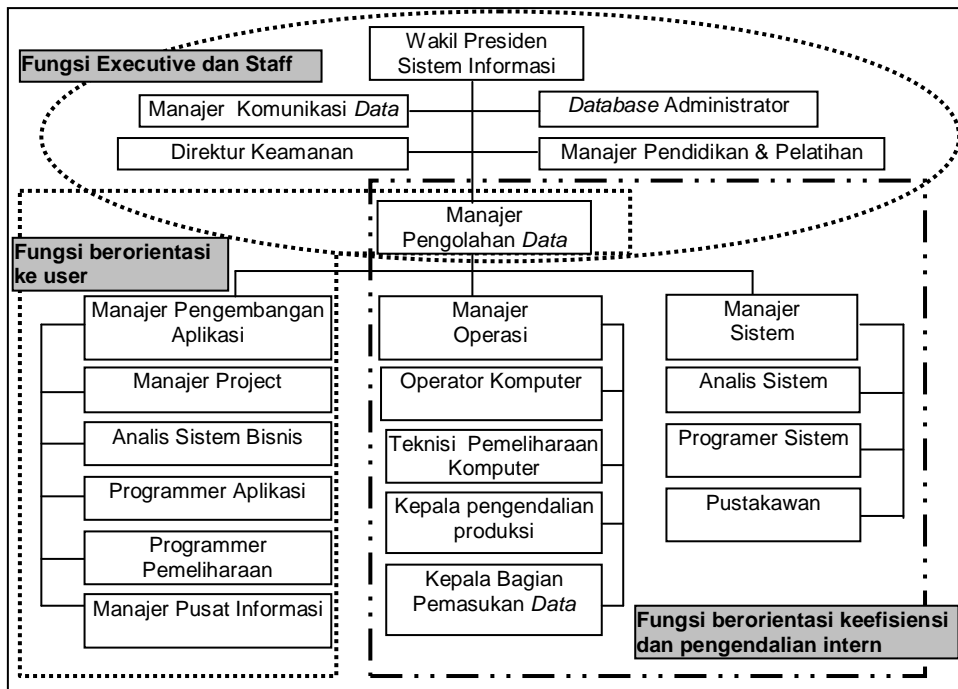 Wakil Presiden
Sistem Informasi
Fungsi Executive dan Staff
Manajer Komunikasi Data
Database Administrator
Direktur Keamanan
Manajer Pendidikan & Pelatihan
Manajer
Pengolahan Data
Fungsi berorientasi
ke user
Manajer Pengembangan
Aplikasi
Manajer Project
Analis Sistem Bisnis
Programmer Aplikasi
Programmer
Pemeliharaan
Manajer Pusat Informasi
Manajer
Operasi
Operator Komputer
Teknisi Pemeliharaan
Komputer
Kepala pengendalian
produksi
Kepala Bagian
Pemasukan Data
Manajer
Sistem
Analis Sistem
Programer Sistem
Pustakawan
Fungsi berorientasi keefisiensi
dan pengendalian intern